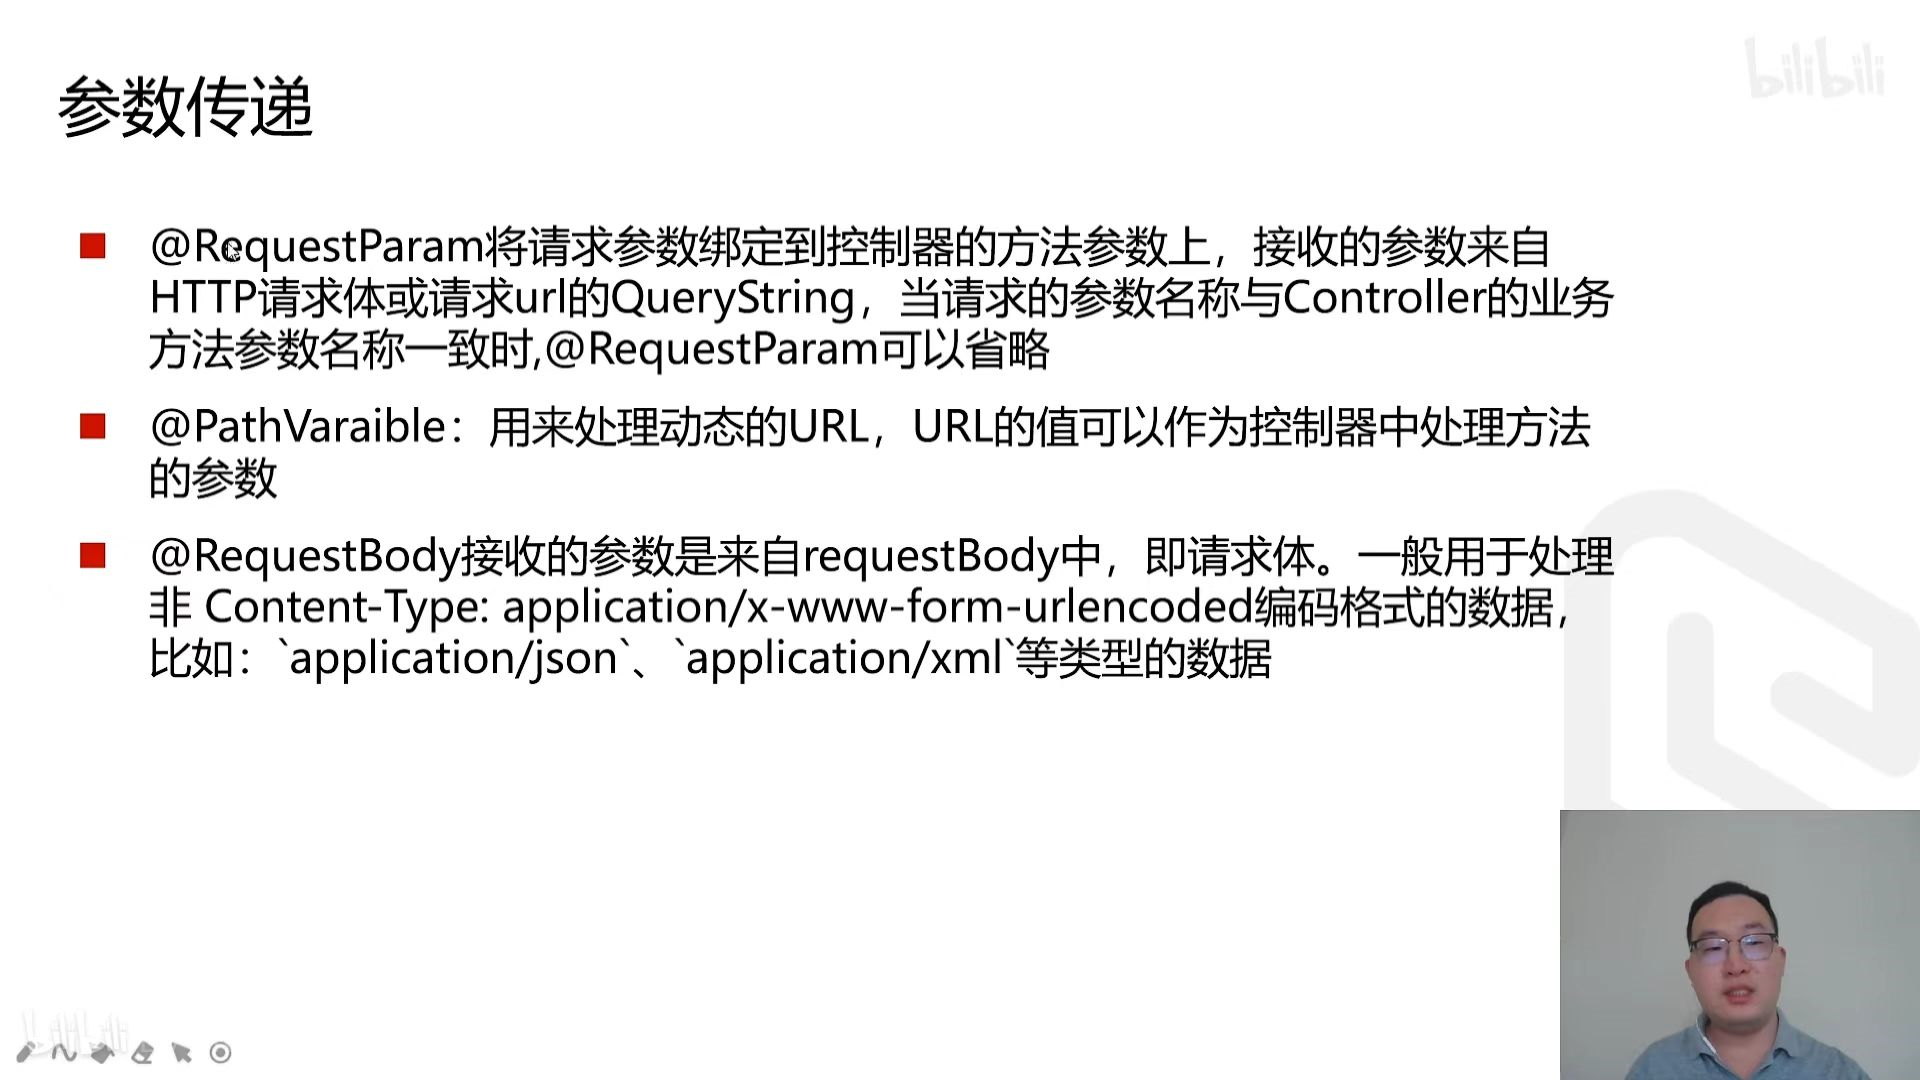 bilibili
参数传递
@RequestParam将请求参数绑定到控制器的方法参数上，接收的参数来自
HTTP请求体或请求url的QueryString，当请求的参数名称与Controller的业务
方法参数名称一致时,@RequestParam可以省略
@PathVaraible：用来处理动态的URL，URL的值可以作为控制器中处理方法
的参数
@RequestBody接收的参数是来自requestBody中，即请求体。一般用于处理
非 Content-Type: application/x-www-form-urlencoded编码格式的数据，
比如：`application/json`、`application/xml`等类型的数据
bilibili